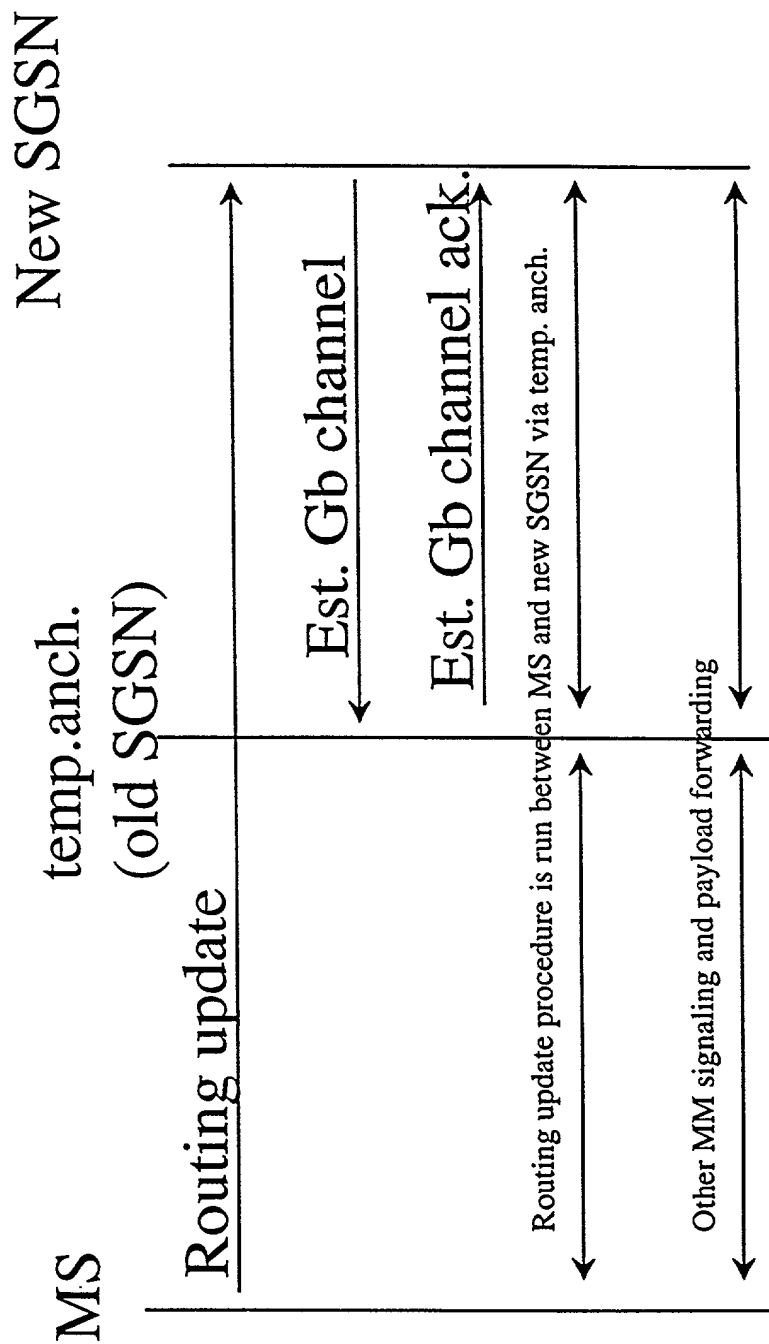 MS
temp.anch.
(old SGSN)
New SGSN
Routing update
Est. Gb channel
Est. Gb channel ack.
Routing update procedure is run between MS and new SGSN via temp. anch.
Other MM signaling and payload forwarding